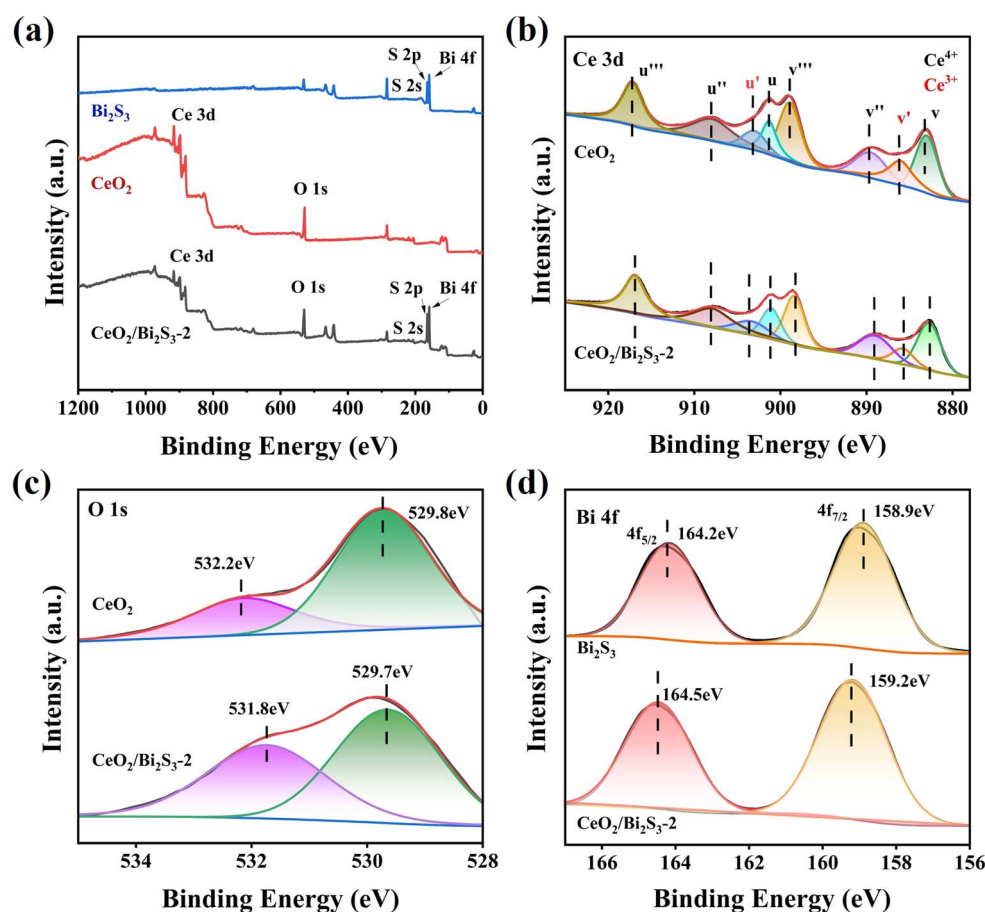 (a)
S 2p
Bi 4f
S 2s
Bi₂S₃
Ce 3d
CeO₂
O 1s
Ce 3d
O 1s
S 2p
Bi 4f
S 2s
CeO₂/Bi₂S₃-2
1200 1000 800 600 400 200 0
Binding Energy (eV)
Intensity (a.u.)
(b)
Ce 3d
u''' u'' u' u v''' v'' v' v
Ce⁴⁺
Ce³⁺
CeO₂
CeO₂/Bi₂S₃-2
920 910 900 890 880
Binding Energy (eV)
Intensity (a.u.)
(c)
O 1s
529.8eV
532.2eV
CeO₂
529.7eV
531.8eV
CeO₂/Bi₂S₃-2
534 532 530 528
Binding Energy (eV)
Intensity (a.u.)
(d)
Bi 4f
4f₅/₂ 164.2eV
4f₇/₂ 158.9eV
Bi₂S₃
164.5eV
159.2eV
CeO₂/Bi₂S₃-2
166 164 162 160 158 156
Binding Energy (eV)
Intensity (a.u.)